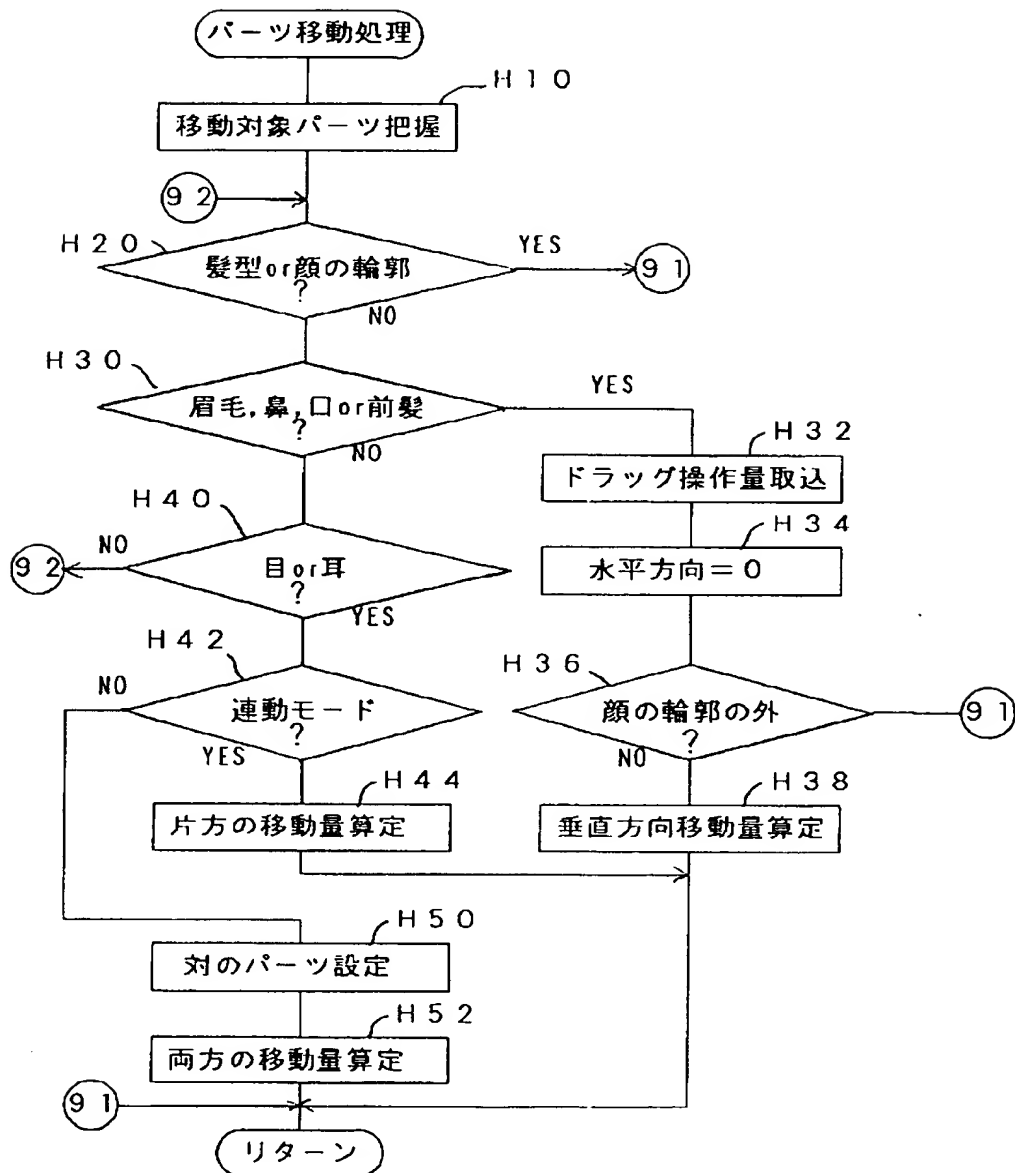 パーツ移動処理
H10
移動対象パーツ把握
92
H20
髪型or顔の輪郭
?
YES
91
NO
H30
眉毛,鼻,口or前髪
?
YES
NO
H32
ドラッグ操作量取込
H40
目or耳
?
NO
92
YES
H34
水平方向=0
H42
連動モード
?
NO
YES
H36
顔の輪郭の外
?
91
NO
H44
片方の移動量算定
H38
垂直方向移動量算定
H50
対のパーツ設定
H52
両方の移動量算定
91
リターン